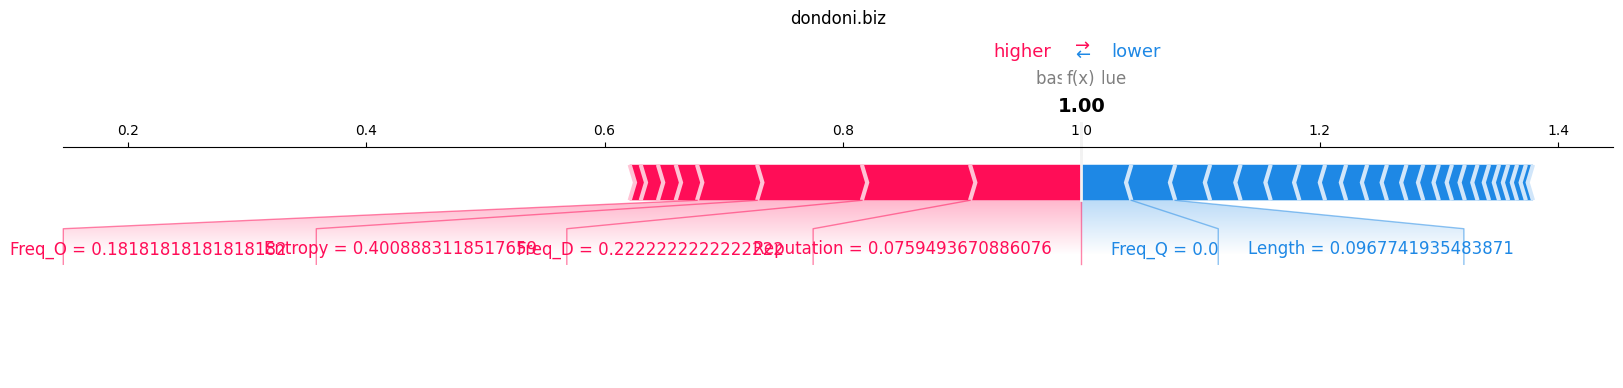 dondoni.biz
higher → ← lower
bas f(x) lue
1.00
0.2 0.4 0.6 0.8 1 0 1.2 1.4
Freq_O = 0.18181818181818182 Entropy = 0.4008883118517659 Freq_D = 0.2222222222222222 Reputation = 0.0759493670886076 Freq_Q = 0.0 Length = 0.0967741935483871